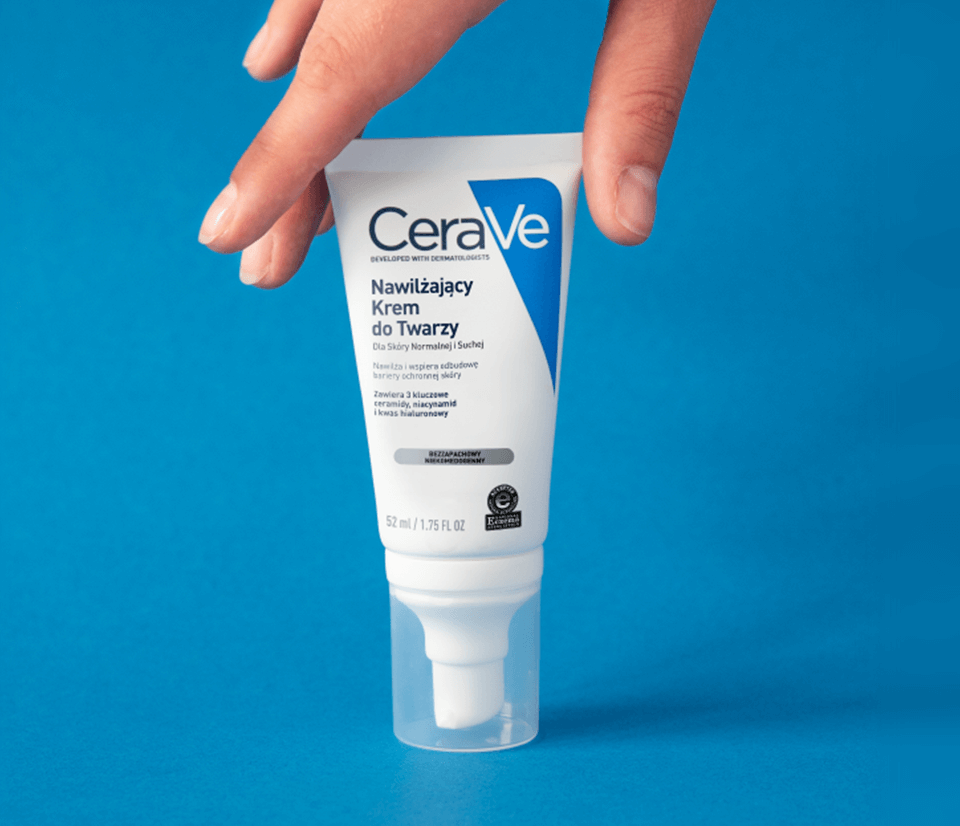 CeraVe
DEVELOPED WITH DERMATOLOGISTS
Nawilżający
Krem
do Twarzy
Dla Skóry Normalnej i Suchej
Nawilża i wspiera odbudowę
bariery ochronnej skóry
Zawiera 3 kluczowe
ceramidy, niacynamid
i kwas hialuronowy
BEZZAPACHOWY
NIEKOMEDOGENNY
52 ml / 1.75 FL OZ
Eczema